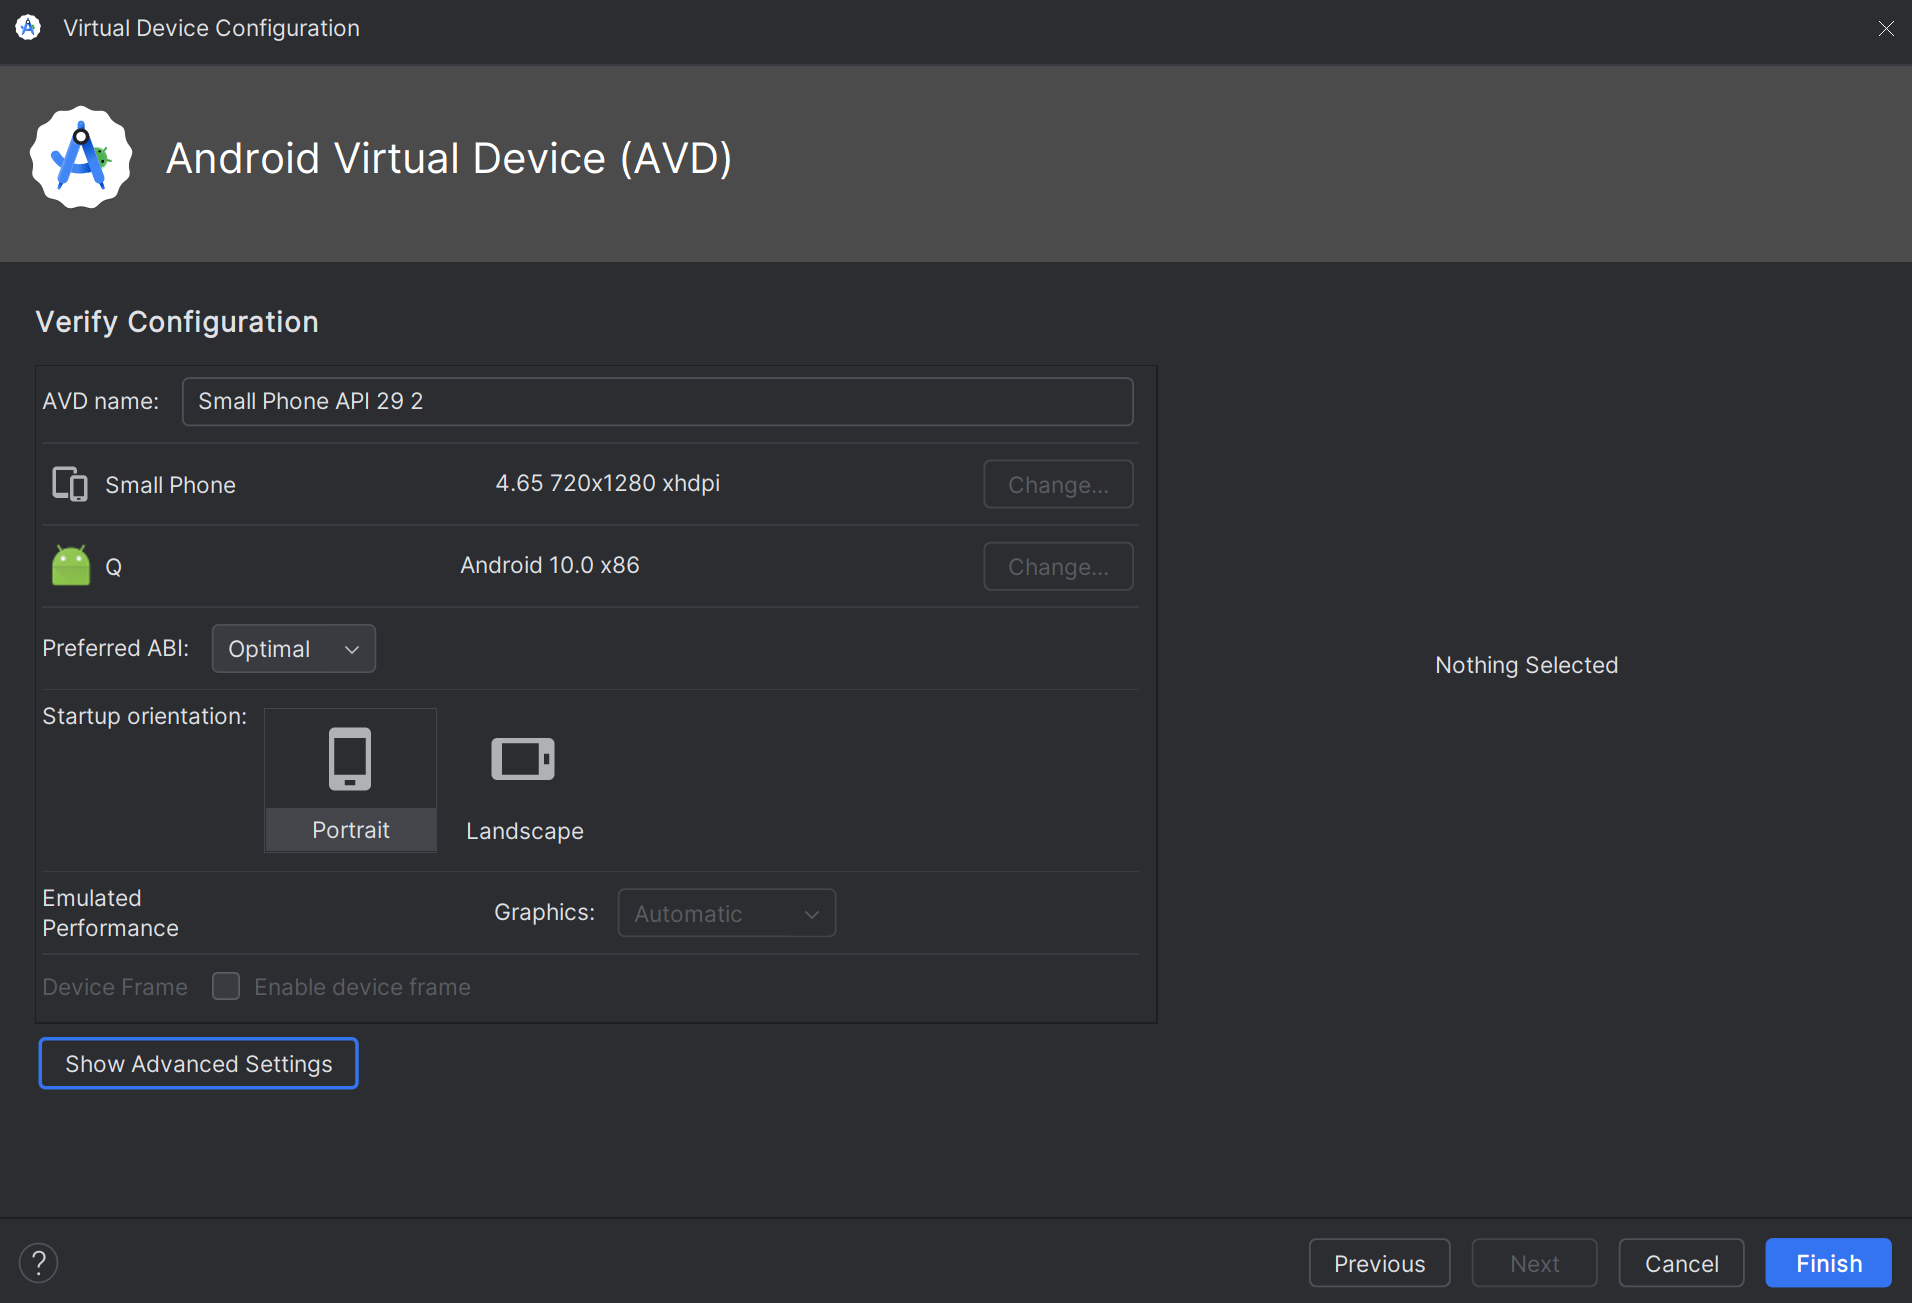 Virtual Device Configuration
Android Virtual Device (AVD)
Verify Configuration
AVD name: Small Phone API 29 2
Small Phone 4.65 720x1280 xhdpi Change...
Q Android 10.0 x86 Change...
Preferred ABI: Optimal
Nothing Selected
Startup orientation:
Portrait Landscape
Emulated
Performance
Graphics: Automatic
Device Frame Enable device frame
Show Advanced Settings
? Previous Next Cancel Finish